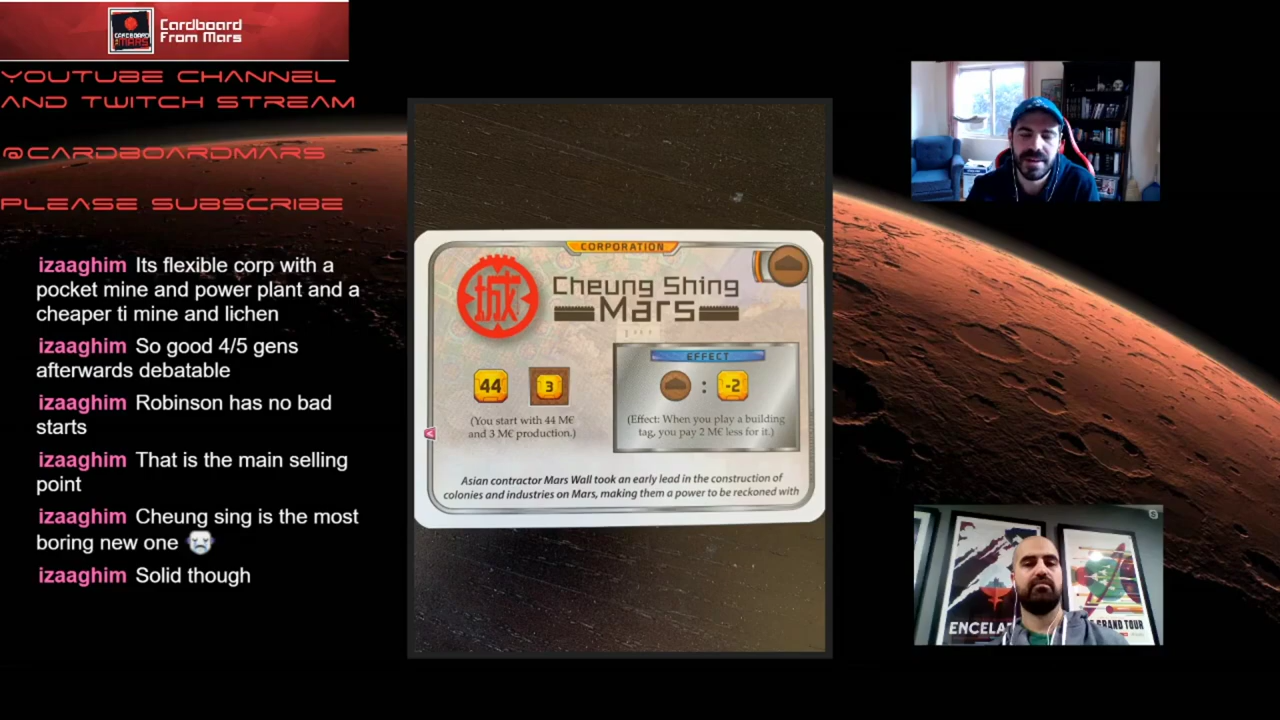 CARDBOARD
MARS
Cardboard
From Mars
YOUTUBE CHANNEL
AND TWITCH STREAM
@CARDBOARDMARS
PLEASE SUBSCRIBE
izaaghim Its flexible corp with a
pocket mine and power plant and a
cheaper ti mine and lichen
izaaghim So good 4/5 gens
afterwards debatable
izaaghim Robinson has no bad
starts
izaaghim That is the main selling
point
izaaghim Cheung sing is the most
boring new one
izaaghim Solid though
CORPORATION
城
Cheung Shing
Mars
44 3
(You start with 44 M€
and 3 M€ production.)
EFFECT
: -2
(Effect: When you play a building
tag, you pay 2 M€ less for it.)
Asian contractor Mars Wall took an early lead in the construction of
colonies and industries on Mars, making them a power to be reckoned with
GRAND TOUR